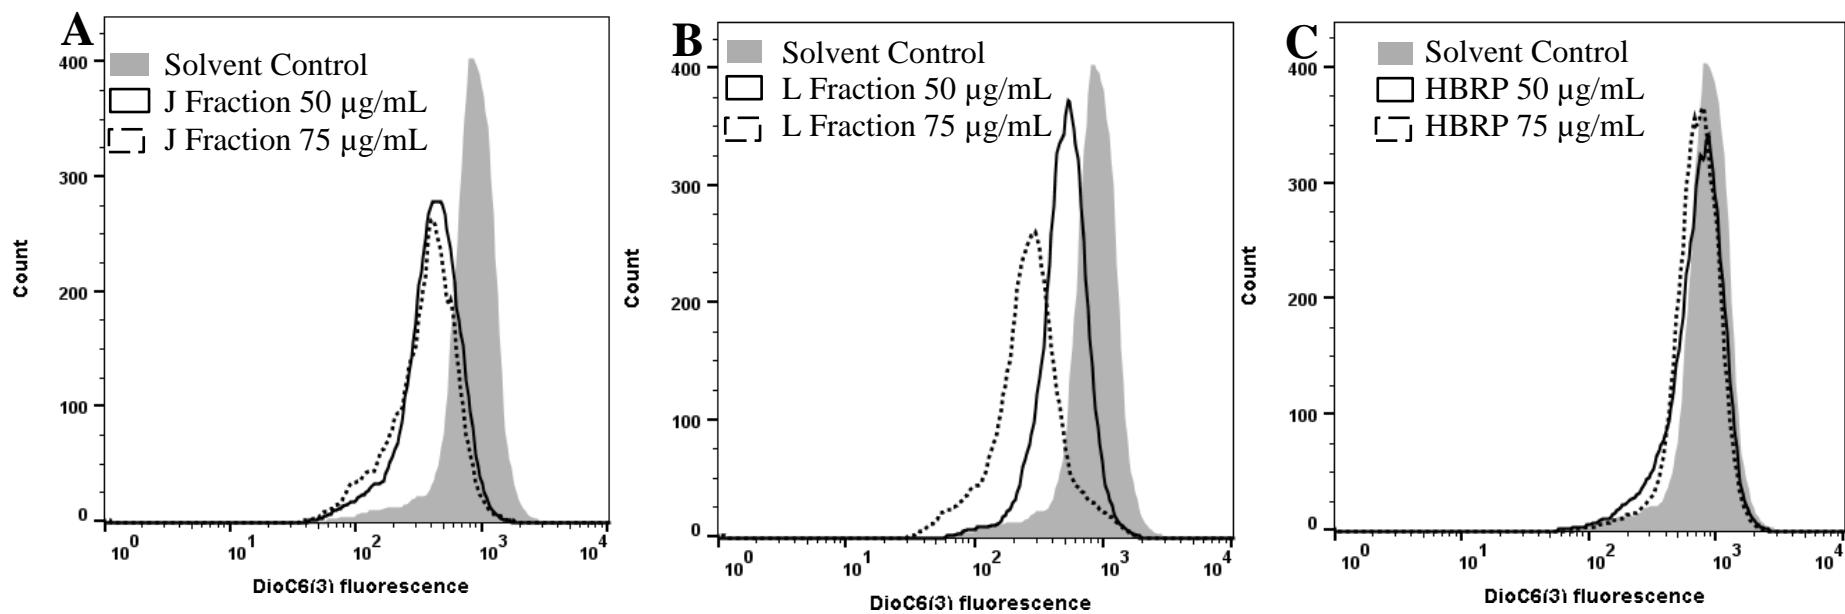 A
Solvent Control
J Fraction 50 µg/mL
J Fraction 75 µg/mL
400
300
200
100
0
Count
10^0 10^1 10^2 10^3 10^4
DioC6(3) fluorescence
B
Solvent Control
L Fraction 50 µg/mL
L Fraction 75 µg/mL
400
300
200
100
0
Count
10^0 10^1 10^2 10^3 10^4
DioC6(3) fluorescence
C
Solvent Control
HBRP 50 µg/mL
HBRP 75 µg/mL
400
300
200
100
0
Count
10^0 10^1 10^2 10^3 10^4
DioC6(3) fluorescence